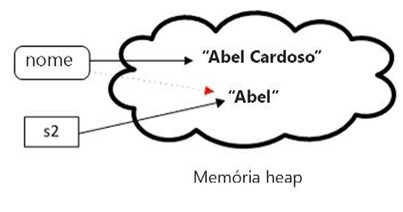 nome
“Abel Cardoso”
“Abel”
s2
Memória heap